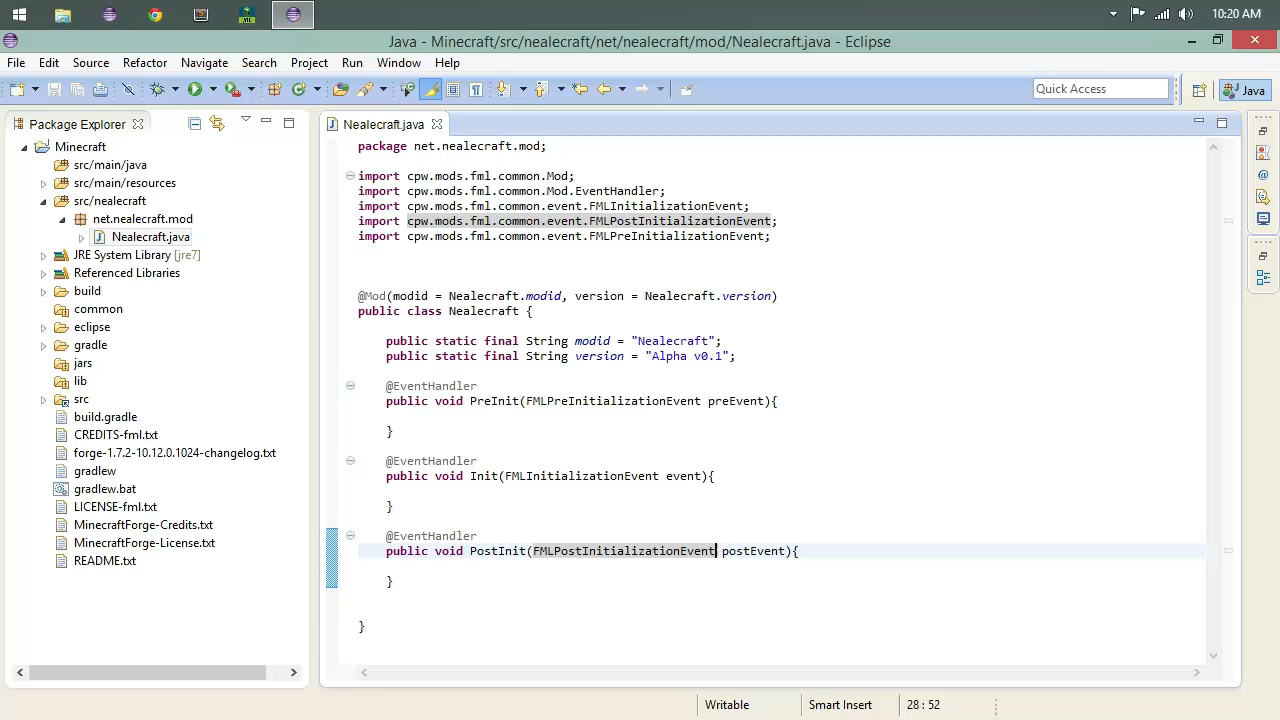 10:20 AM
Java - Minecraft/src/nealecraft/net/nealecraft/mod/Nealecraft.java - Eclipse
File Edit Source Refactor Navigate Search Project Run Window Help
Quick Access
Java
Package Explorer
Minecraft
src/main/java
src/main/resources
src/nealecraft
net.nealecraft.mod
Nealecraft.java
JRE System Library [jre7]
Referenced Libraries
build
common
eclipse
gradle
jars
lib
src
build.gradle
CREDITS-fml.txt
forge-1.7.2-10.12.0.1024-changelog.txt
gradlew
gradlew.bat
LICENSE-fml.txt
MinecraftForge-Credits.txt
MinecraftForge-License.txt
README.txt
Nealecraft.java
package net.nealecraft.mod;
import cpw.mods.fml.common.Mod;
import cpw.mods.fml.common.Mod.EventHandler;
import cpw.mods.fml.common.event.FMLInitializationEvent;
import cpw.mods.fml.common.event.FMLPostInitializationEvent;
import cpw.mods.fml.common.event.FMLPreInitializationEvent;
@Mod(modid = Nealecraft.modid, version = Nealecraft.version)
public class Nealecraft {
public static final String modid = "Nealecraft";
public static final String version = "Alpha v0.1";
@EventHandler
public void PreInit(FMLPreInitializationEvent preEvent){
}
@EventHandler
public void Init(FMLInitializationEvent event){
}
@EventHandler
public void PostInit(FMLPostInitializationEvent postEvent){
}
}
Writable Smart Insert 28 : 52